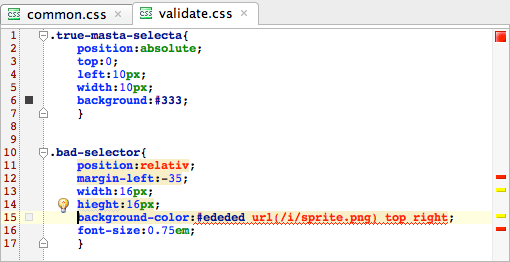 css common.css × css validate.css ×
1 .true-masta-selecta{
2 position:absolute;
3 top:0;
4 left:10px;
5 width:10px;
6 background:#333;
7 }
8
9
10 .bad-selector{
11 position:relativ;
12 margin-left:-35;
13 width:16px;
14 hieght:16px;
15 background-color:#ededed url(/i/sprite.png) top right;
16 font-size:0.75em;
17 }